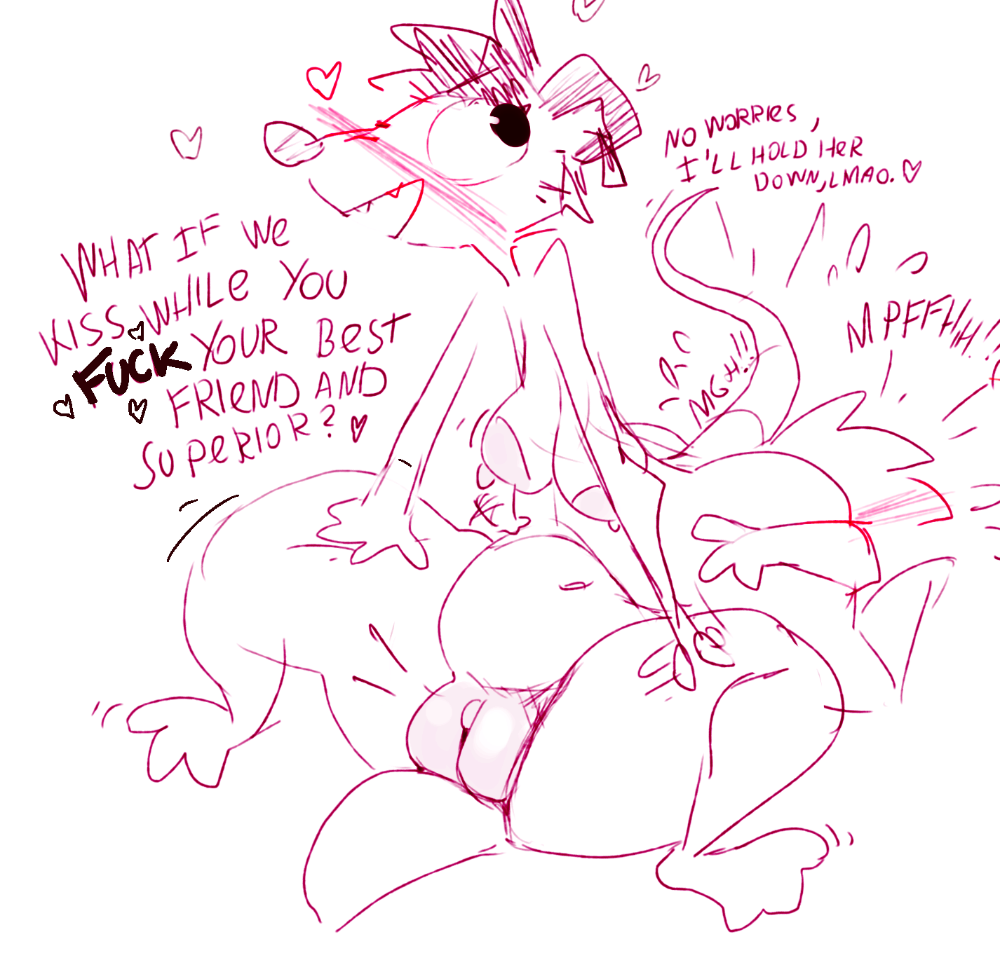 WHAT IF WE
KISS WHILE YOU
FUCK YOUR BEST
FRIEND AND
SUPERIOR?
NO WORRIES,
I'LL HOLD HER
DOWN, LMAO.
MGH!!
MPFFHH!!